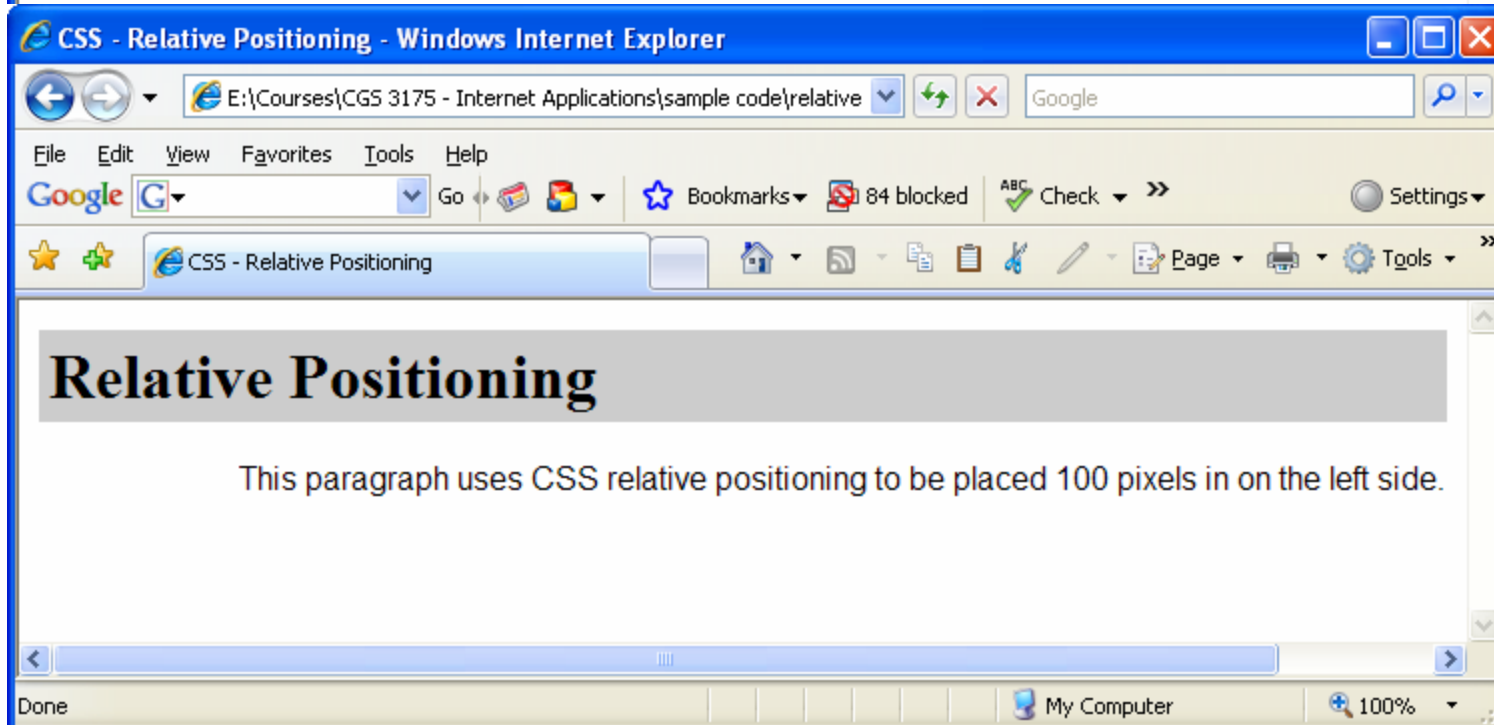 CSS - Relative Positioning - Windows Internet Explorer
E:\Courses\CGS 3175 - Internet Applications\sample code\relative
Google
File Edit View Favorites Tools Help
Google G Go Bookmarks 84 blocked ABC Check » Settings
CSS - Relative Positioning Page Tools »
Relative Positioning
This paragraph uses CSS relative positioning to be placed 100 pixels in on the left side.
Done My Computer 100%